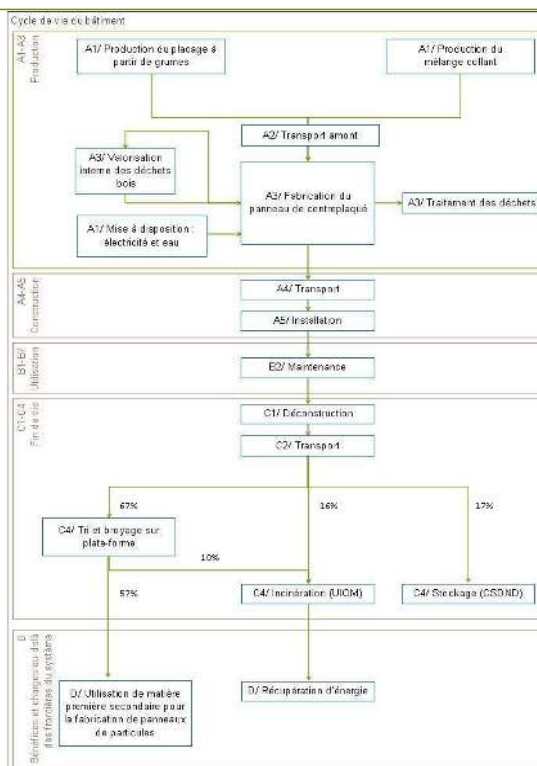 Cycle de vie du bâtiment
A1-A3
Production
A1/ Production du placage à
partir de grumes
A1/ Production du
mélange collant
A2/ Transport amont
A3/ Valorisation
interne des déchets
bois
A3/ Fabrication du
panneau de contreplaqué
A3/ Traitement des déchets
A1/ Mise à disposition :
électricité et eau
A4-A5
Construction
A4/ Transport
A5/ Installation
B1-B7
Utilisation
B2/ Maintenance
C1-C4
Fin de vie
C1/ Déconstruction
C2/ Transport
67%
16%
17%
C4/ Tri et broyage sur
plate-forme
10%
57%
C4/ Incinération (UIOM)
C4/ Stockage (CSDND)
Bénéfices et charges au delà
des frontières du système
D/ Utilisation de matière
première secondaire pour
la fabrication de panneaux
de particules
D/ Récupération d'énergie